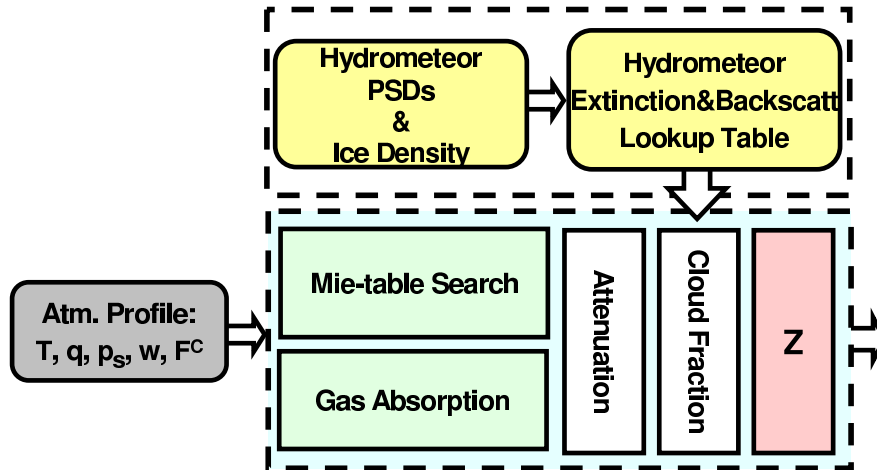 Hydrometeor
PSDs
&
Ice Density
Hydrometeor
Extinction&Backscatt
Lookup Table
Atm. Profile:
T, q, ps, w, FC
Mie-table Search
Gas Absorption
Attenuation
Cloud Fraction
Z